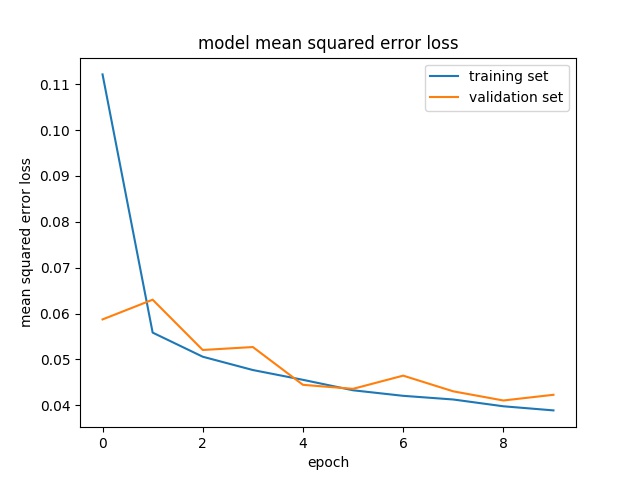 model mean squared error loss
training set
validation set
0.11
0.10
0.09
0.08
0.07
0.06
0.05
0.04
mean squared error loss
0 2 4 6 8
epoch